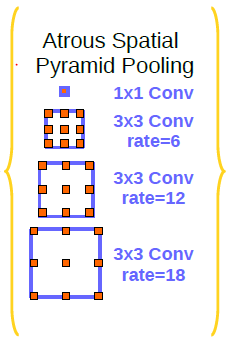 Atrous Spatial
Pyramid Pooling
1x1 Conv
3x3 Conv
rate=6
3x3 Conv
rate=12
3x3 Conv
rate=18